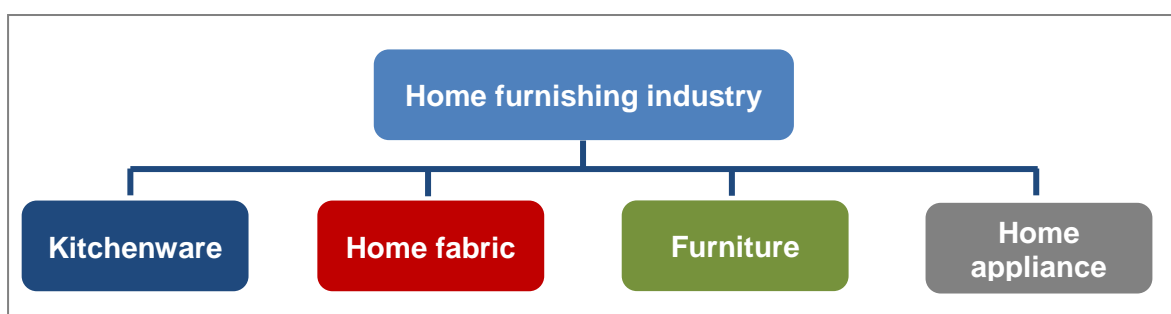 Home furnishing industry
Kitchenware
Home fabric
Furniture
Home
appliance